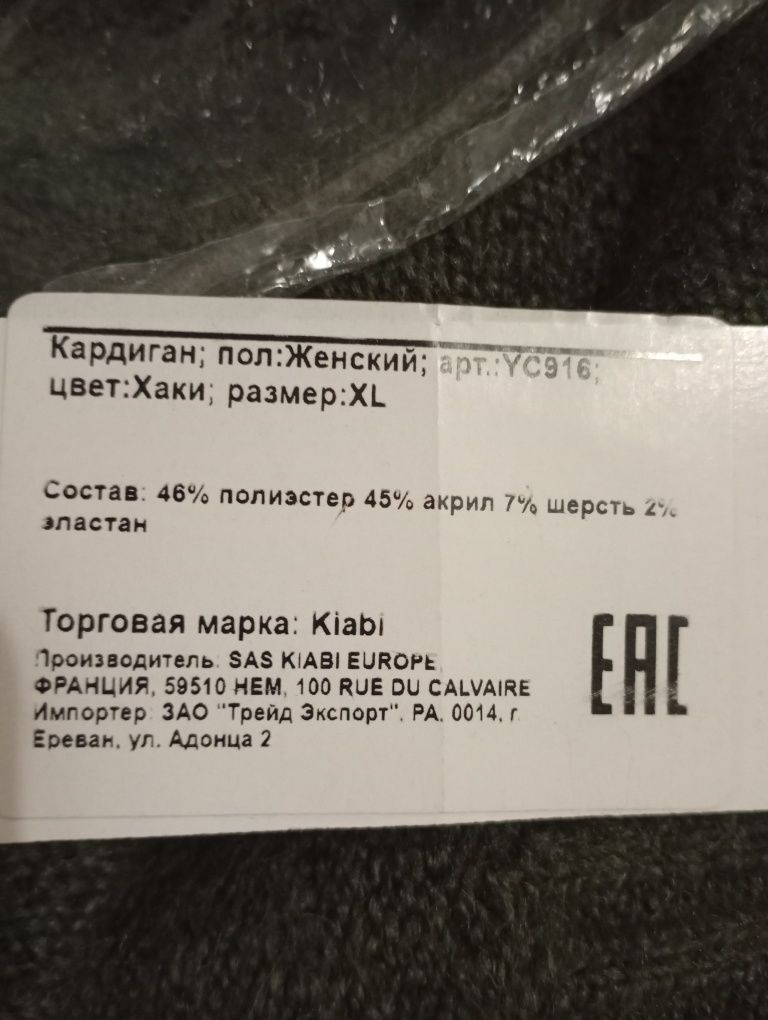 Кардиган; пол:Женский; арт.:YC916;
цвет:Хаки; размер:XL
Состав: 46% полиэстер 45% акрил 7% шерсть 2%
эластан
Торговая марка: Kiabi
Производитель: SAS KIABI EUROPE,
ФРАНЦИЯ, 59510 HEM, 100 RUE DU CALVAIRE
Импортер: ЗАО "Трейд Экспорт", РА, 0014, г.
Ереван, ул. Адонца 2
EAC